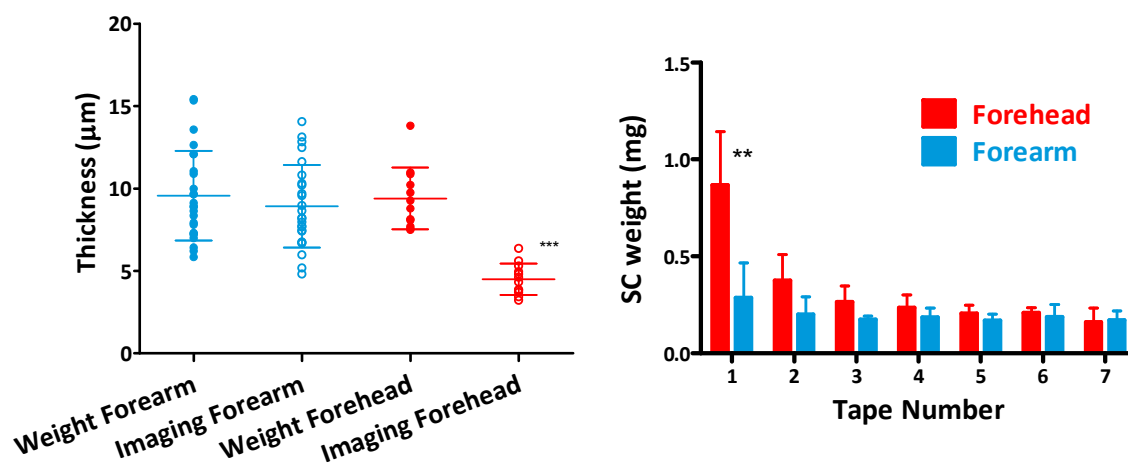 20
15
10
5
0
Thickness (µm)
Weight Forearm
Imaging Forearm
Weight Forehead
Imaging Forehead
***
1.5
1.0
0.5
0.0
SC weight (mg)
Forehead
Forearm
**
1 2 3 4 5 6 7
Tape Number